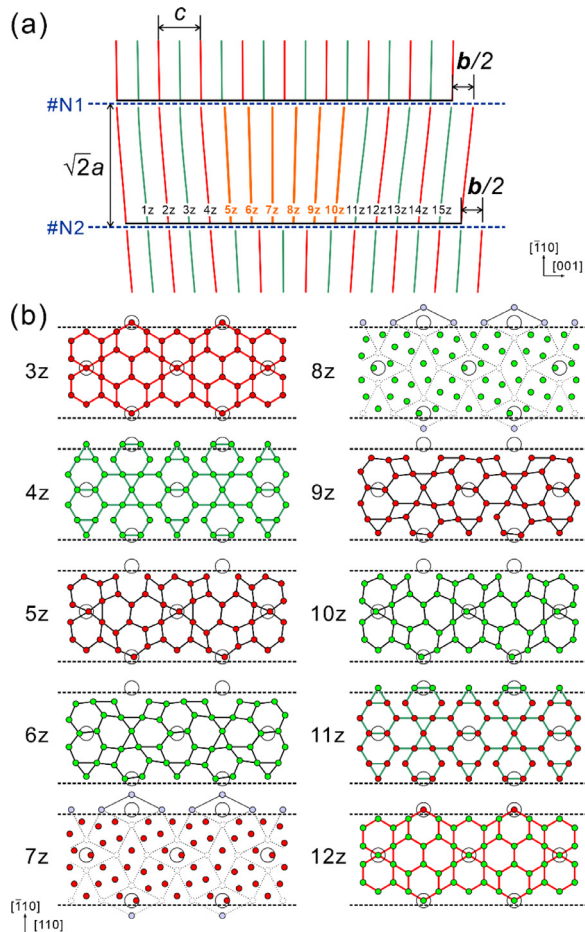 (a)
c
b/2
#N1
√2a
b/2
1z 2z 3z 4z 5z 6z 7z 8z 9z 10z 11z 12z 13z 14z 15z
#N2
[1̄10]
[001]
(b)
3z
8z
4z
9z
5z
10z
6z
11z
7z
12z
[1̄10]
[110]